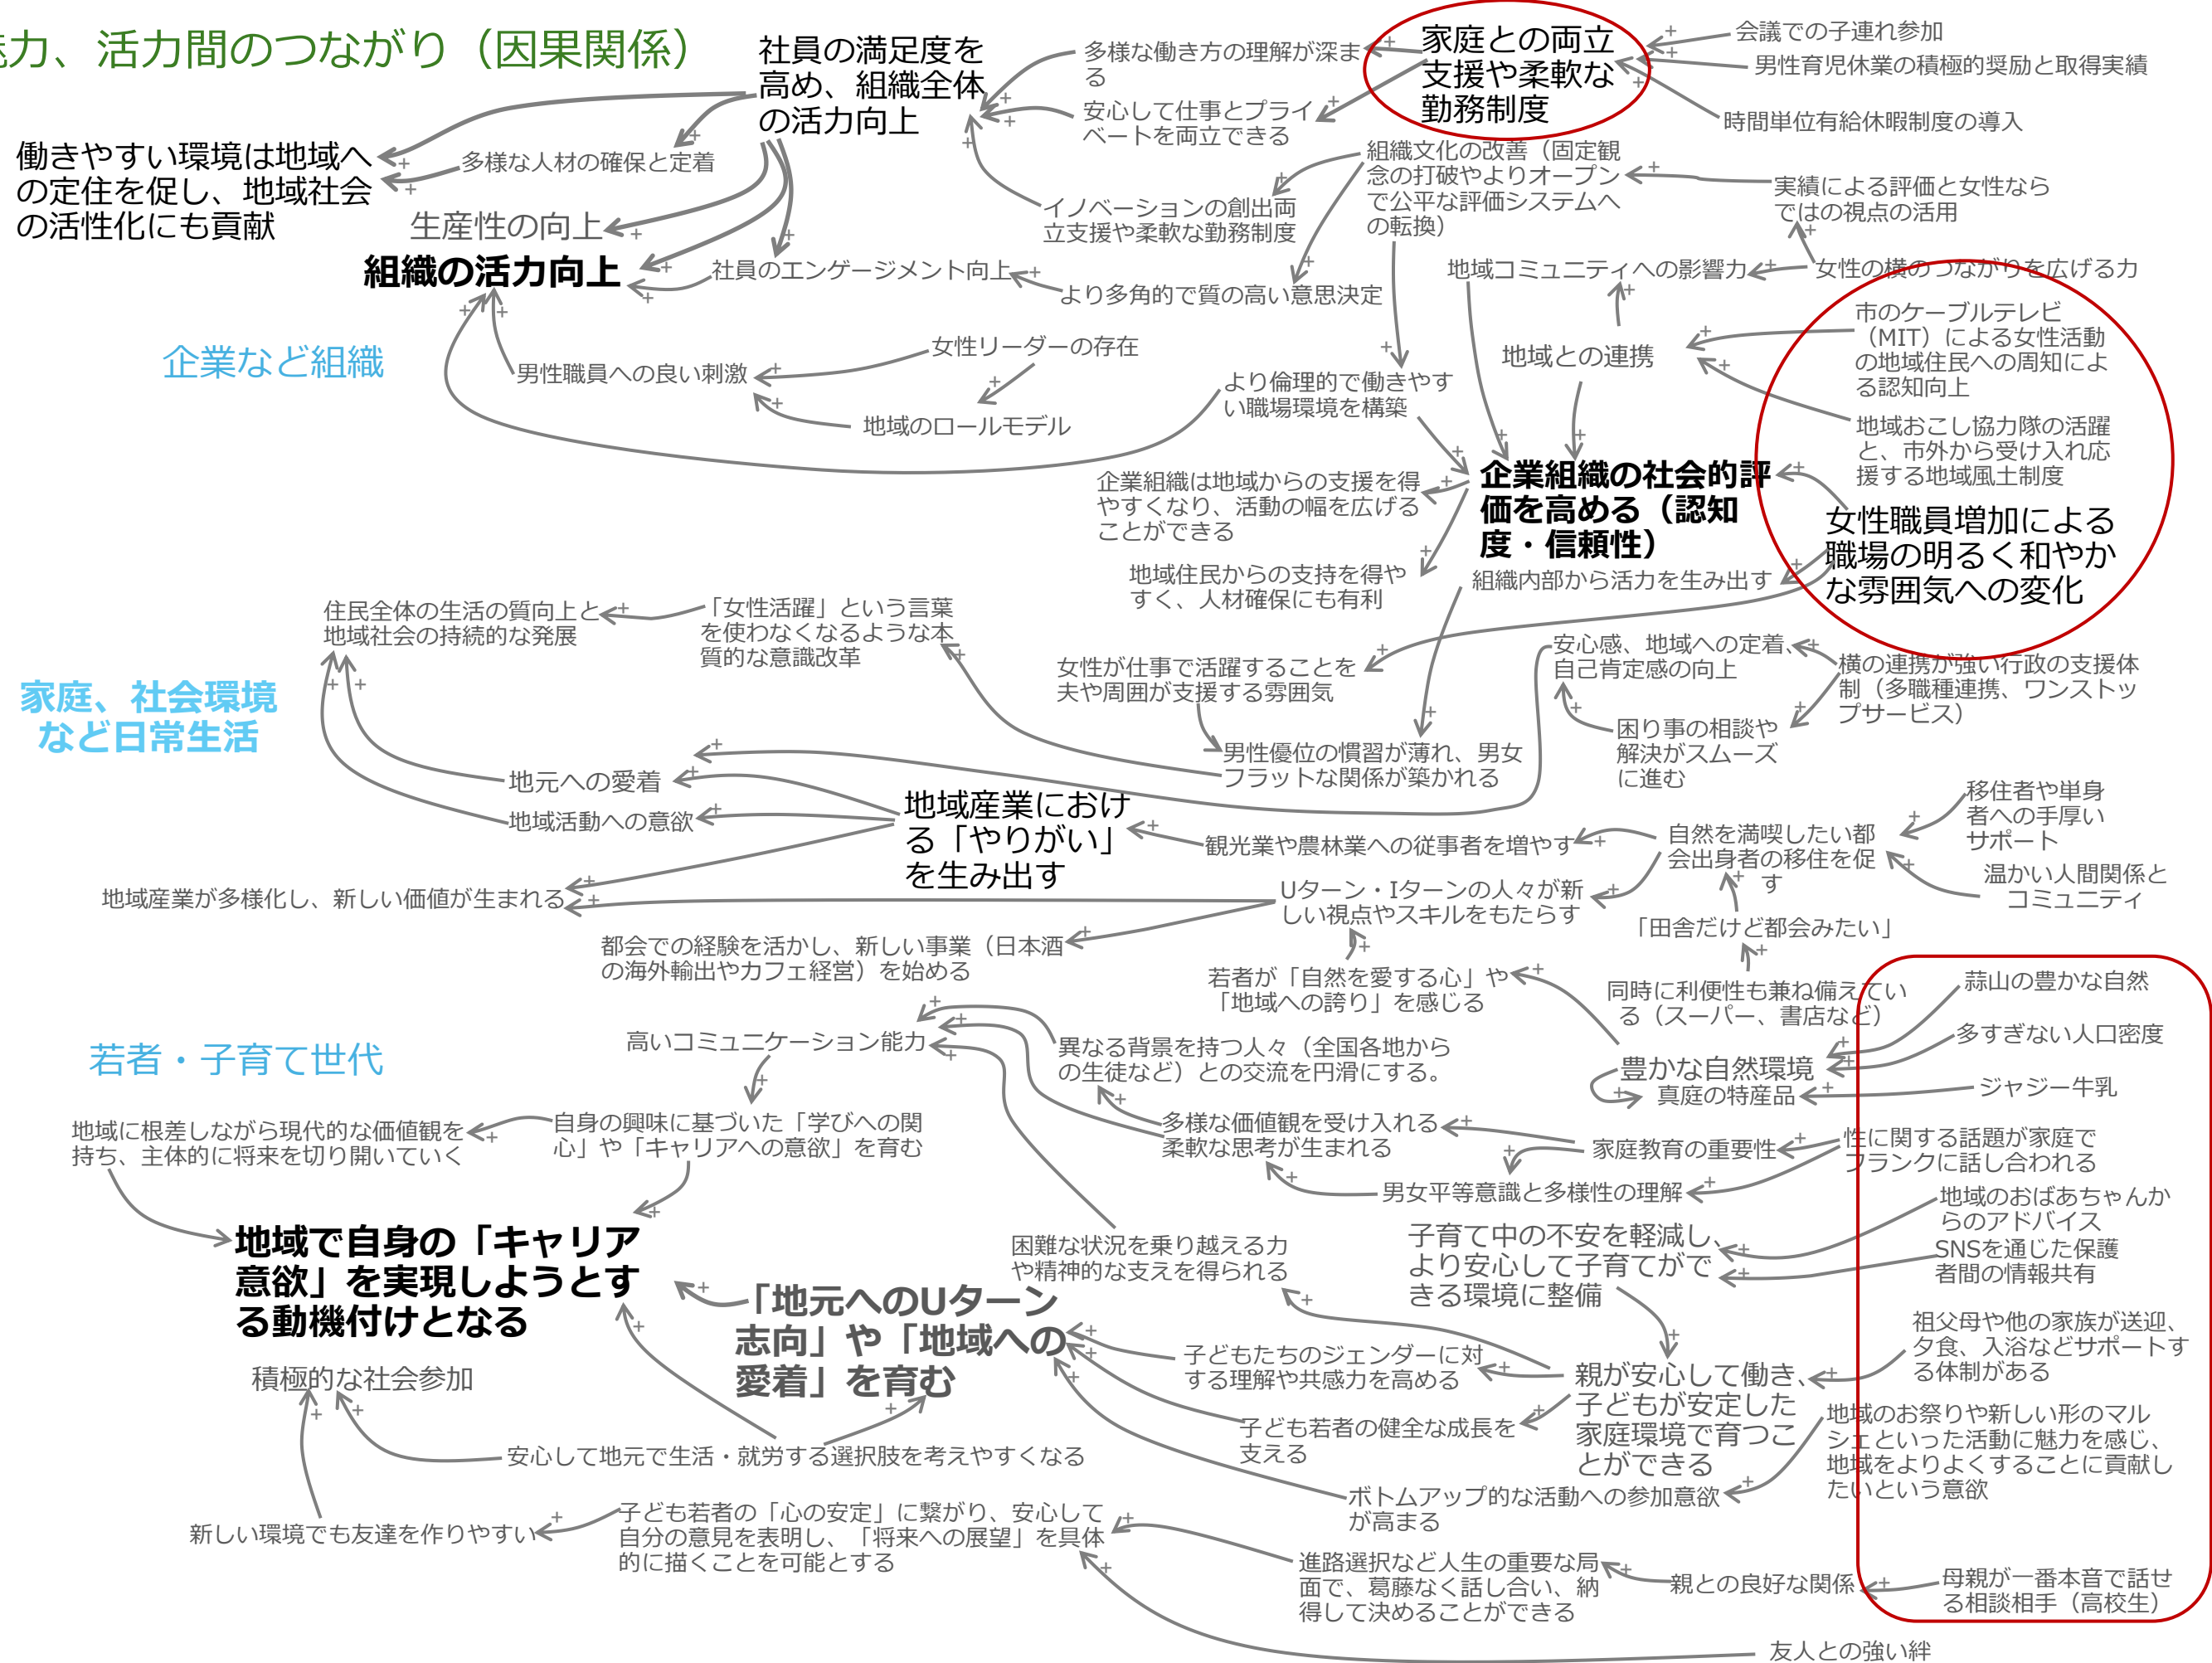 力、活力間のつながり（因果関係）
社員の満足度を
高め、組織全体
の活力向上
多様な働き方の理解が深ま
る
安心して仕事とプライ
ベートを両立できる
家庭との両立
支援や柔軟な
勤務制度
会議での子連れ参加
男性育児休業の積極的奨励と取得実績
時間単位有給休暇制度の導入
働きやすい環境は地域へ
の定住を促し、地域社会
の活性化にも貢献
多様な人材の確保と定着
生産性の向上
組織の活力向上
社員のエンゲージメント向上
イノベーションの創出両
立支援や柔軟な勤務制度
組織文化の改善（固定観
念の打破やよりオープン
で公平な評価システムへ
の転換）
実績による評価と女性なら
ではの視点の活用
地域コミュニティへの影響力
女性の横のつながりを広げる力
より多角的で質の高い意思決定
企業など組織
男性職員への良い刺激
女性リーダーの存在
地域のロールモデル
より倫理的で働きやす
い職場環境を構築
地域との連携
市のケーブルテレビ
（MIT）による女性活動
の地域住民への周知によ
る認知向上
地域おこし協力隊の活躍
と、市外から受け入れ応
援する地域風土制度
企業組織は地域からの支援を得
やすくなり、活動の幅を広げる
ことができる
企業組織の社会的評
価を高める（認知
度・信頼性）
女性職員増加による
職場の明るく和やか
な雰囲気への変化
地域住民からの支持を得や
すく、人材確保にも有利
組織内部から活力を生み出す
住民全体の生活の質向上と
地域社会の持続的な発展
「女性活躍」という言葉
を使わなくなるような本
質的な意識改革
女性が仕事で活躍することを
夫や周囲が支援する雰囲気
安心感、地域への定着、
自己肯定感の向上
横の連携が強い行政の支援体
制（多職種連携、ワンストッ
プサービス）
家庭、社会環境
など日常生活
困り事の相談や
解決がスムーズ
に進む
男性優位の慣習が薄れ、男女
フラットな関係が築かれる
地元への愛着
地域活動への意欲
地域産業におけ
る「やりがい」
を生み出す
観光業や農林業への従事者を増やす
自然を満喫したい都
会出身者の移住を促
す
移住者や単身
者への手厚い
サポート
温かい人間関係と
コミュニティ
地域産業が多様化し、新しい価値が生まれる
Uターン・Iターンの人々が新
しい視点やスキルをもたらす
「田舎だけど都会みたい」
都会での経験を活かし、新しい事業（日本酒
の海外輸出やカフェ経営）を始める
若者が「自然を愛する心」や
「地域への誇り」を感じる
同時に利便性も兼ね備えてい
る（スーパー、書店など）
蒜山の豊かな自然
多すぎない人口密度
ジャジー牛乳
若者・子育て世代
高いコミュニケーション能力
異なる背景を持つ人々（全国各地から
の生徒など）との交流を円滑にする。
豊かな自然環境
真庭の特産品
地域に根差しながら現代的な価値観を
持ち、主体的に将来を切り開いていく
自身の興味に基づいた「学びへの関
心」や「キャリアへの意欲」を育む
多様な価値観を受け入れる
柔軟な思考が生まれる
家庭教育の重要性
性に関する話題が家庭で
フランクに話し合われる
男女平等意識と多様性の理解
地域のおばあちゃんか
らのアドバイス
SNSを通じた保護
者間の情報共有
地域で自身の「キャリア
意欲」を実現しようとす
る動機付けとなる
困難な状況を乗り越える力
や精神的な支えを得られる
子育て中の不安を軽減し、
より安心して子育てがで
きる環境に整備
「地元へのUターン
志向」や「地域への
愛着」を育む
祖父母や他の家族が送迎、
夕食、入浴などサポートす
る体制がある
子どもたちのジェンダーに対
する理解や共感力を高める
親が安心して働き、
子どもが安定した
家庭環境で育つこ
とができる
積極的な社会参加
子ども若者の健全な成長を
支える
地域のお祭りや新しい形のマル
シェといった活動に魅力を感じ、
地域をよりよくすることに貢献し
たいという意欲
安心して地元で生活・就労する選択肢を考えやすくなる
ボトムアップ的な活動への参加意欲
が高まる
新しい環境でも友達を作りやすい
子ども若者の「心の安定」に繋がり、安心して
自分の意見を表明し、「将来への展望」を具体
的に描くことを可能とする
進路選択など人生の重要な局
面で、葛藤なく話し合い、納
得して決めることができる
親との良好な関係
母親が一番本音で話せ
る相談相手（高校生）
友人との強い絆